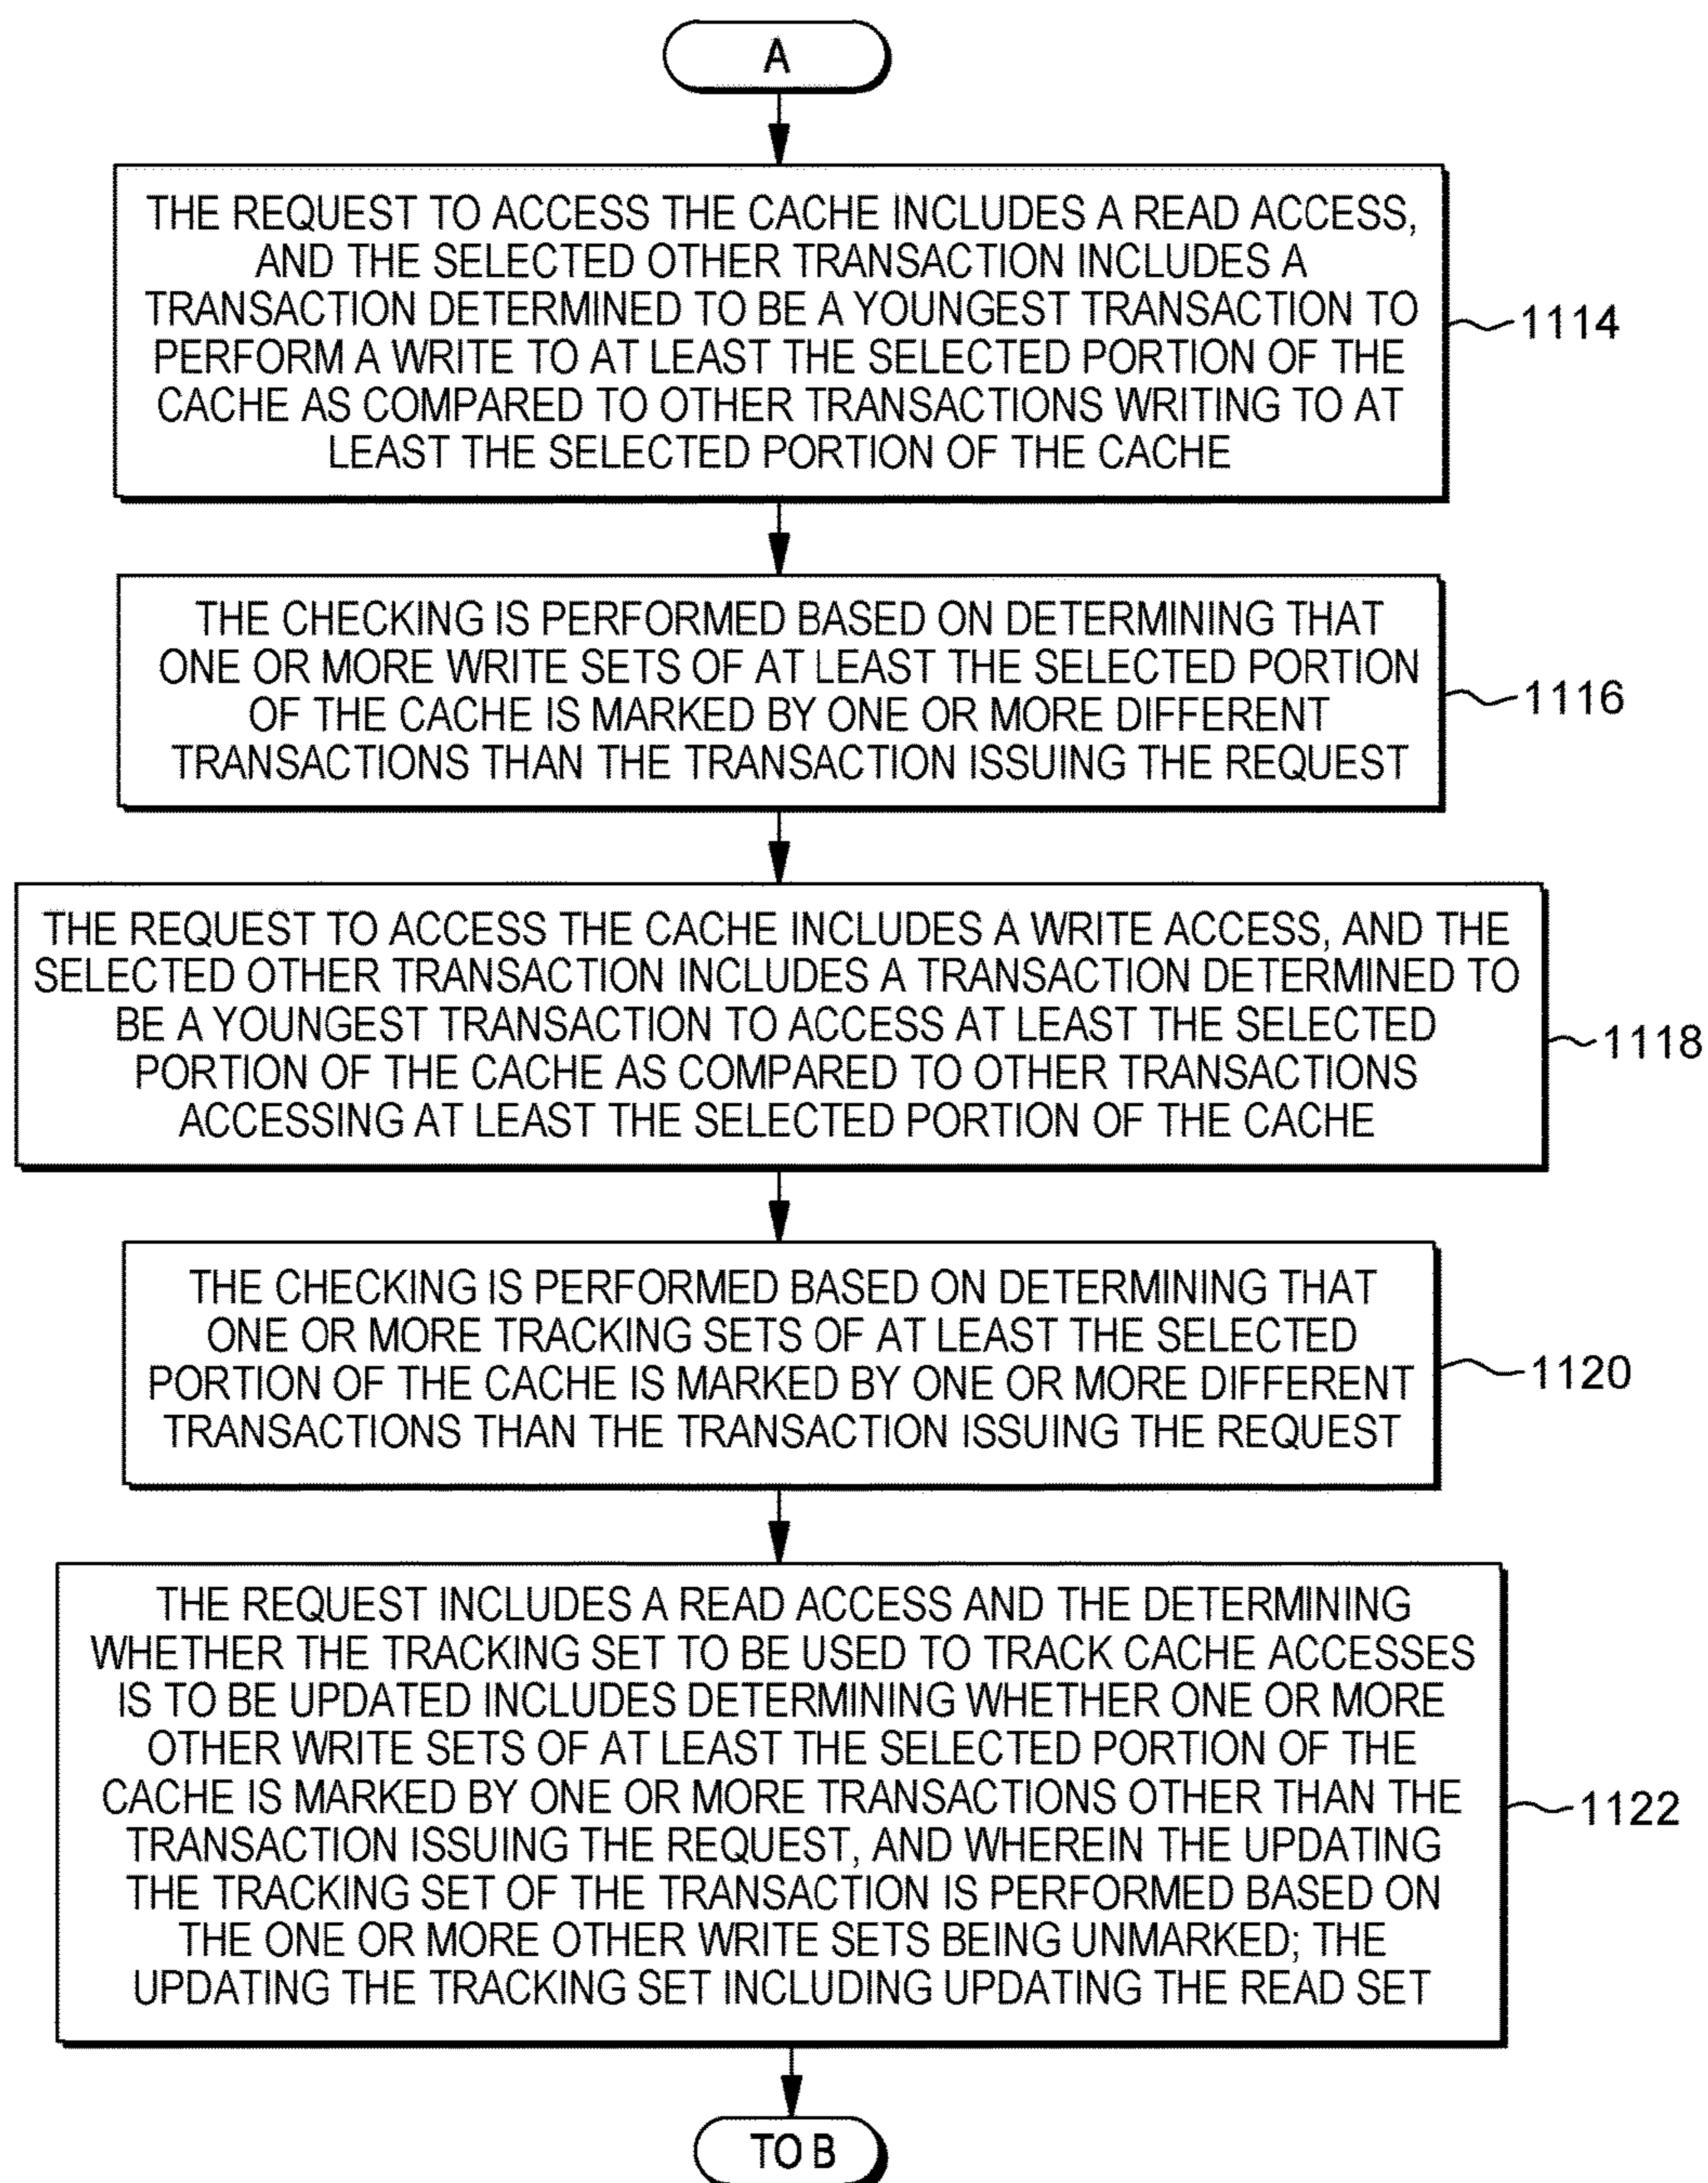 A
THE REQUEST TO ACCESS THE CACHE INCLUDES A READ ACCESS,
AND THE SELECTED OTHER TRANSACTION INCLUDES A
TRANSACTION DETERMINED TO BE A YOUNGEST TRANSACTION TO
PERFORM A WRITE TO AT LEAST THE SELECTED PORTION OF THE
CACHE AS COMPARED TO OTHER TRANSACTIONS WRITING TO AT
LEAST THE SELECTED PORTION OF THE CACHE
1114
THE CHECKING IS PERFORMED BASED ON DETERMINING THAT
ONE OR MORE WRITE SETS OF AT LEAST THE SELECTED PORTION
OF THE CACHE IS MARKED BY ONE OR MORE DIFFERENT
TRANSACTIONS THAN THE TRANSACTION ISSUING THE REQUEST
1116
THE REQUEST TO ACCESS THE CACHE INCLUDES A WRITE ACCESS, AND THE
SELECTED OTHER TRANSACTION INCLUDES A TRANSACTION DETERMINED TO
BE A YOUNGEST TRANSACTION TO ACCESS AT LEAST THE SELECTED
PORTION OF THE CACHE AS COMPARED TO OTHER TRANSACTIONS
ACCESSING AT LEAST THE SELECTED PORTION OF THE CACHE
1118
THE CHECKING IS PERFORMED BASED ON DETERMINING THAT
ONE OR MORE TRACKING SETS OF AT LEAST THE SELECTED
PORTION OF THE CACHE IS MARKED BY ONE OR MORE DIFFERENT
TRANSACTIONS THAN THE TRANSACTION ISSUING THE REQUEST
1120
THE REQUEST INCLUDES A READ ACCESS AND THE DETERMINING
WHETHER THE TRACKING SET TO BE USED TO TRACK CACHE ACCESSES
IS TO BE UPDATED INCLUDES DETERMINING WHETHER ONE OR MORE
OTHER WRITE SETS OF AT LEAST THE SELECTED PORTION OF THE
CACHE IS MARKED BY ONE OR MORE TRANSACTIONS OTHER THAN THE
TRANSACTION ISSUING THE REQUEST, AND WHEREIN THE UPDATING
THE TRACKING SET OF THE TRANSACTION IS PERFORMED BASED ON
THE ONE OR MORE OTHER WRITE SETS BEING UNMARKED; THE
UPDATING THE TRACKING SET INCLUDING UPDATING THE READ SET
1122
TO B